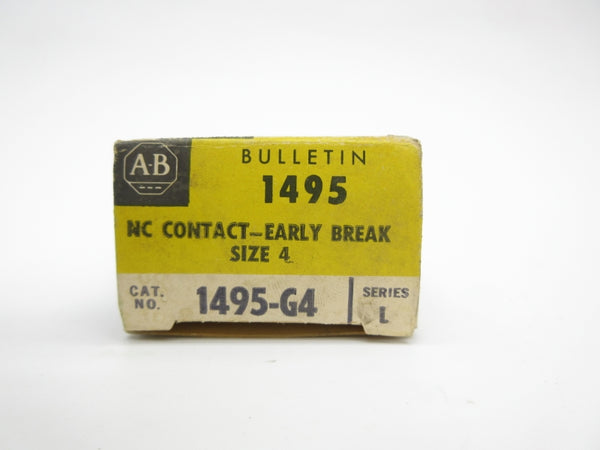 A-B
BULLETIN
1495
NC CONTACT-EARLY BREAK
SIZE 4
CAT. NO. 1495-G4 SERIES L